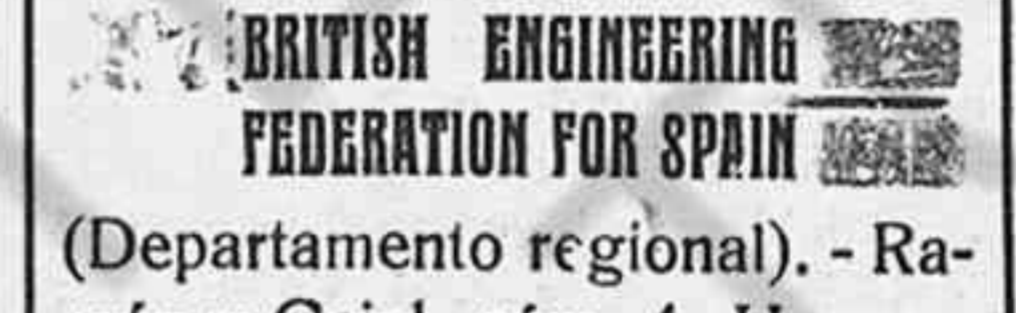 BRITISH ENGINEERING
FEDERATION FOR SPAIN
(Departamento regional). - Ra-